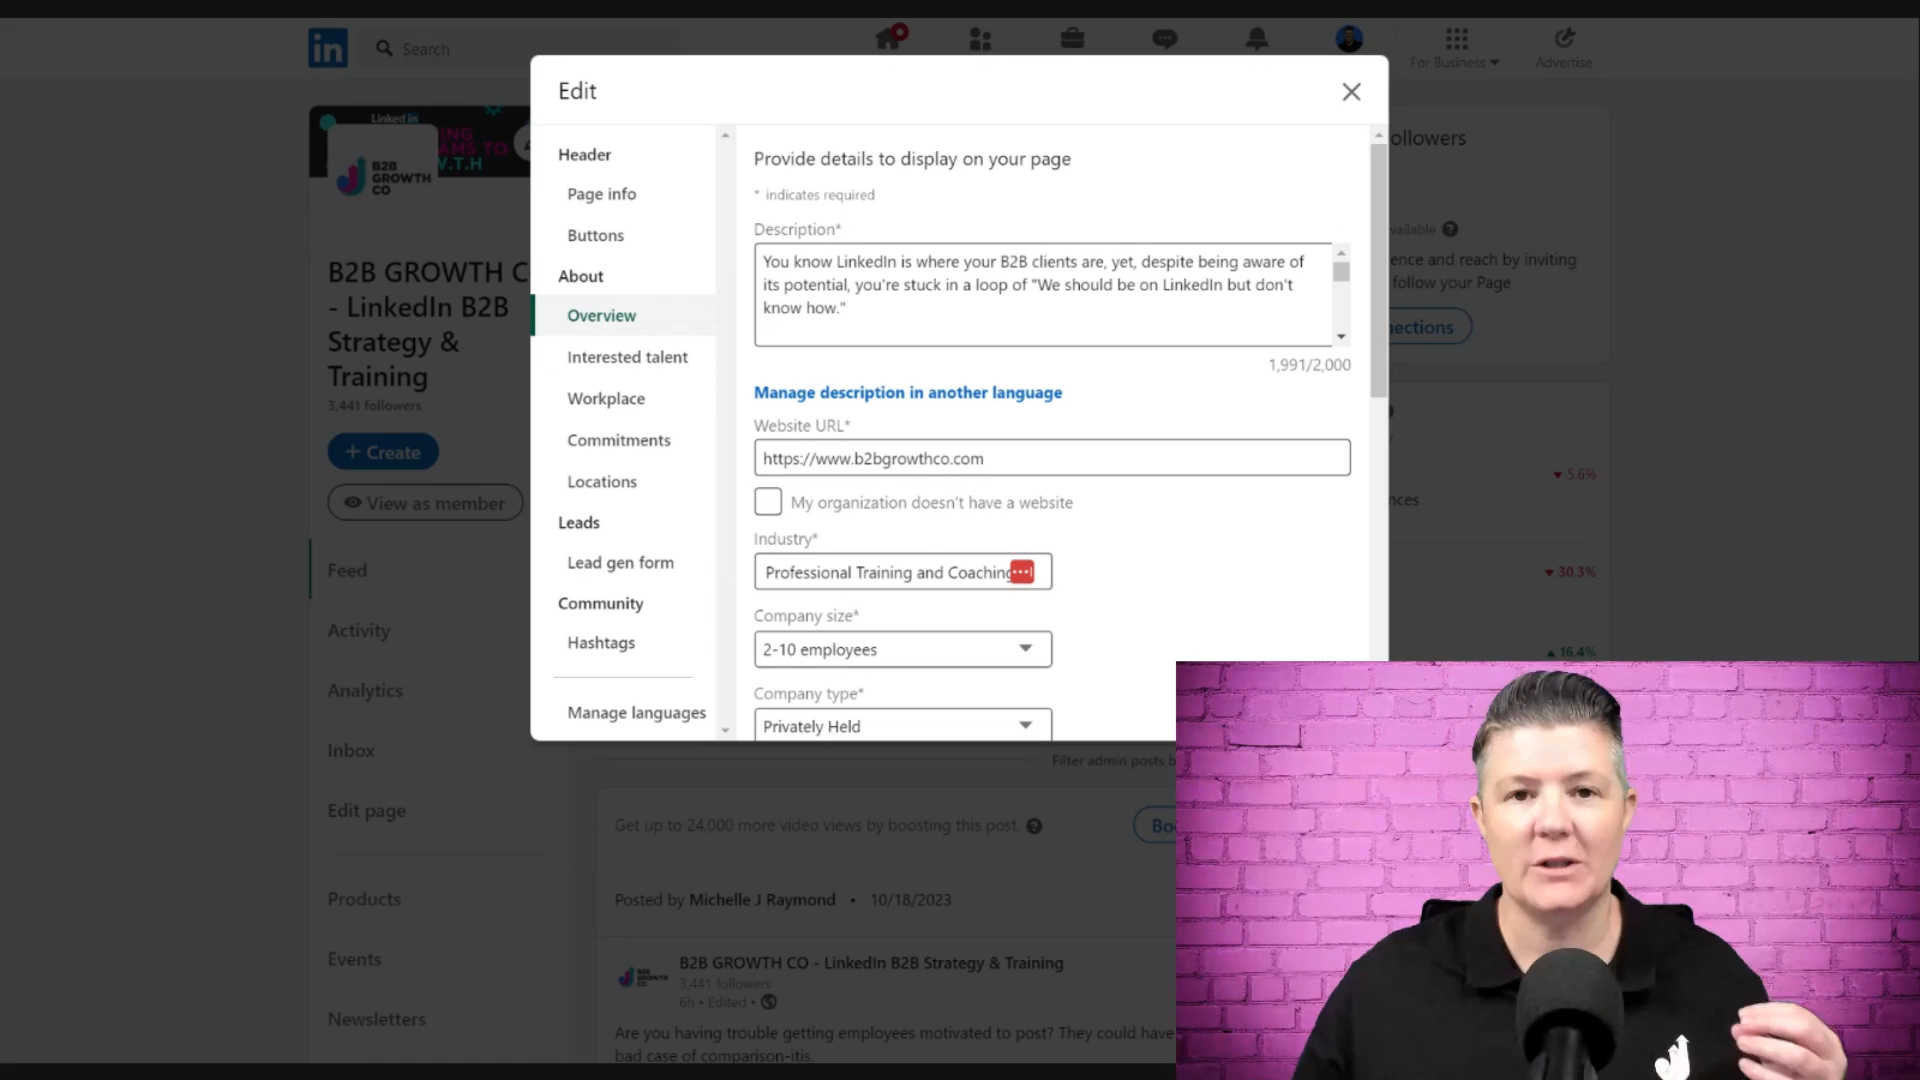 Search
For Business
Advertise
Linked in
B2B
GROWTH
CO
B2B GROWTH C
- LinkedIn B2B
Strategy &
Training
3,441 followers
+ Create
View as member
Feed
Activity
Analytics
Inbox
Edit page
Products
Events
Newsletters
Edit
Header
Page info
Buttons
About
Overview
Interested talent
Workplace
Commitments
Locations
Leads
Lead gen form
Community
Hashtags
Manage languages
Provide details to display on your page
* indicates required
Description*
You know LinkedIn is where your B2B clients are, yet, despite being aware of
its potential, you're stuck in a loop of "We should be on LinkedIn but don't
know how."
1,991/2,000
Manage description in another language
Website URL*
https://www.b2bgrowthco.com
My organization doesn't have a website
Industry*
Professional Training and Coaching
Company size*
2-10 employees
Company type*
Privately Held
ollowers
vailable
ence and reach by inviting
follow your Page
nections
5.6%
nces
30.3%
16.4%
Filter admin posts b
Get up to 24,000 more video views by boosting this post.
Boo
Posted by Michelle J Raymond • 10/18/2023
B2B GROWTH CO - LinkedIn B2B Strategy & Training
3,441 followers
6h • Edited •
Are you having trouble getting employees motivated to post? They could have
bad case of comparison-itis.